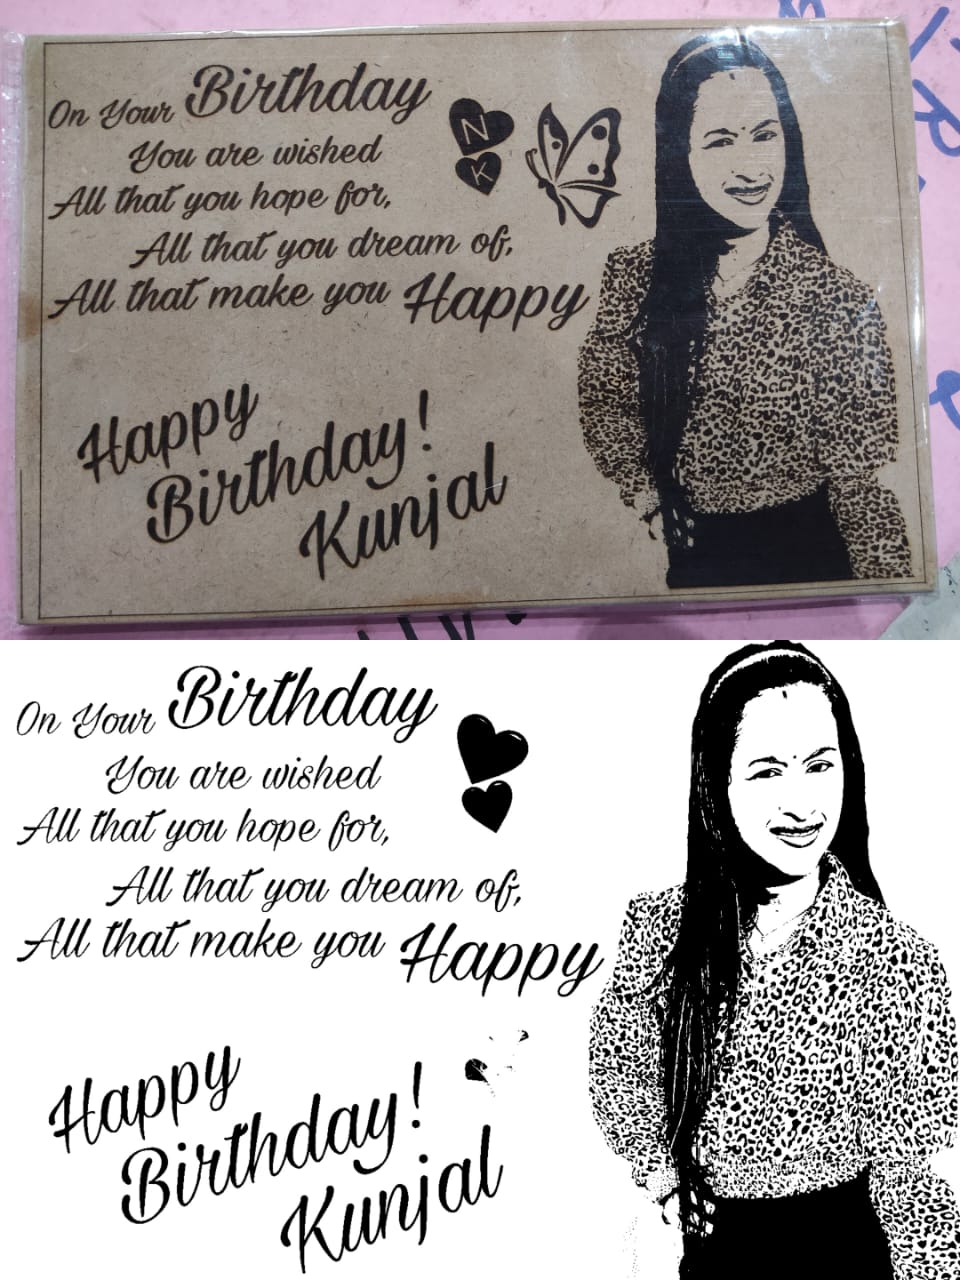 On Your Birthday
You are wished
All that you hope for,
All that you dream of,
All that make you Happy
N
K
Happy
Birthday!
Kunjal
On Your Birthday
You are wished
All that you hope for,
All that you dream of,
All that make you Happy
Happy
Birthday!
Kunjal